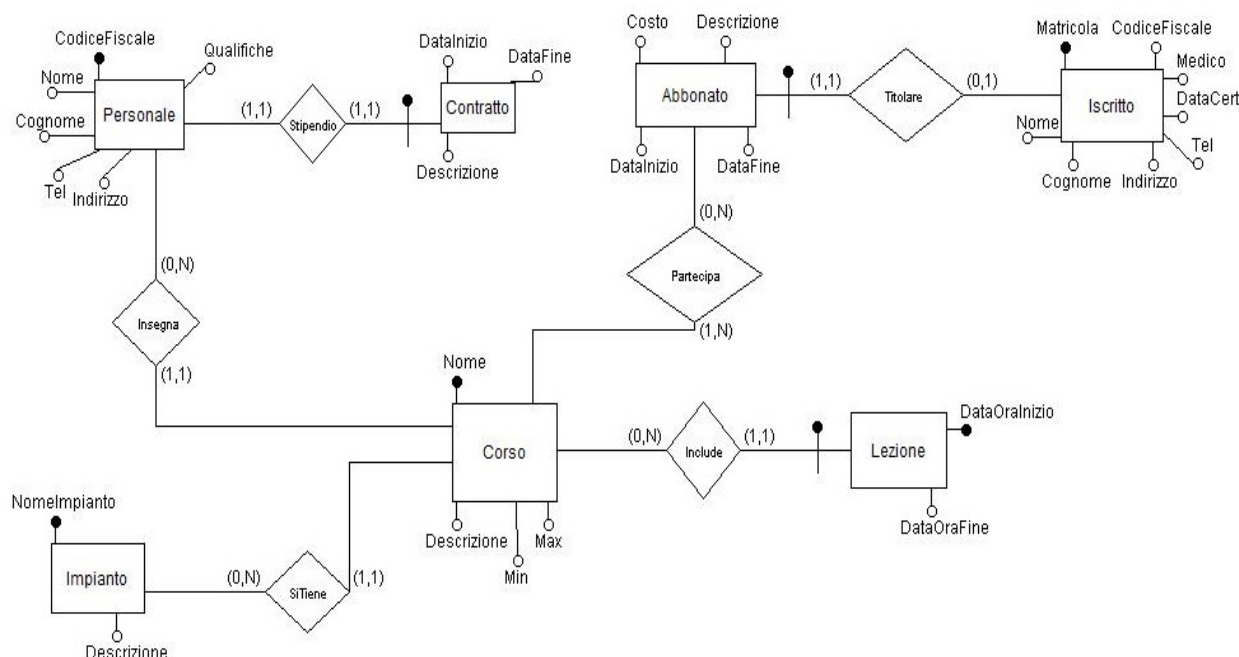 CodiceFiscale
Qualifiche
Nome
Personale
Cognome
Tel
Indirizzo
(1,1)
Stipendio
(1,1)
DataInizio
DataFine
Contratto
Descrizione
Costo
Descrizione
Abbonato
DataInizio
DataFine
(1,1)
Titolare
(0,1)
Matricola
CodiceFiscale
Medico
Iscritto
DataCert
Nome
Tel
Cognome
Indirizzo
(0,N)
Partecipa
(1,N)
(0,N)
Insegna
(1,1)
Nome
Corso
Descrizione
Max
Min
(0,N)
Include
(1,1)
DataOraInizio
Lezione
DataOraFine
NomeImpianto
Impianto
Descrizione
(0,N)
SiTiene
(1,1)